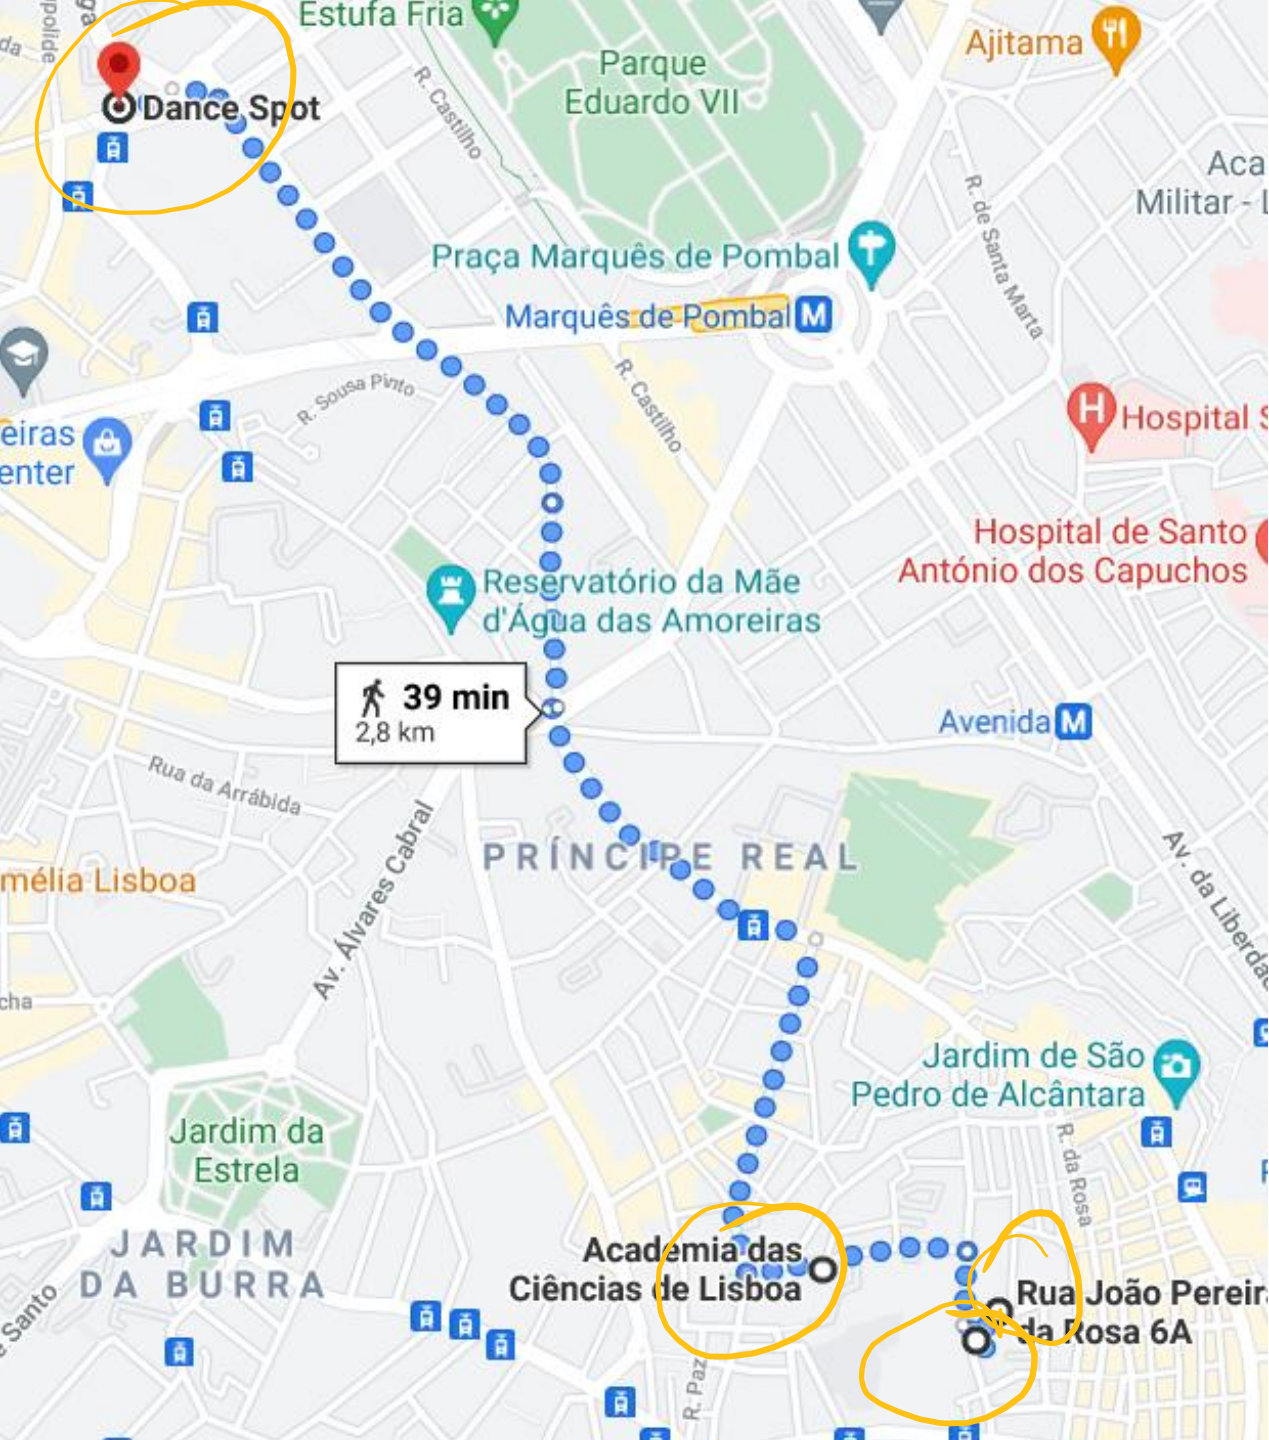 Estufa Fria
Ajitama
Parque
Eduardo VII
R. Castilho
Dance Spot
R. de Santa Marta
Praça Marquês de Pombal
Marquês de Pombal M
R. Sousa Pinto
R. Castilho
H Hospital
eiras
enter
Hospital de Santo
António dos Capuchos
Reservatório da Mãe
d'Água das Amoreiras
39 min
2,8 km
Avenida M
Rua da Arrábida
Av. Álvares Cabral
PRÍNCIPE REAL
Av. da Liberdad
mélia Lisboa
cha
Jardim de São
Pedro de Alcântara
Jardim da
Estrela
R. da Rosa
JARDIM
DA BURRA
Academia das
Ciências de Lisboa
Rua João Pereira
da Rosa 6A
Santo
R. Paz
Aca
Militar - L
polide
da